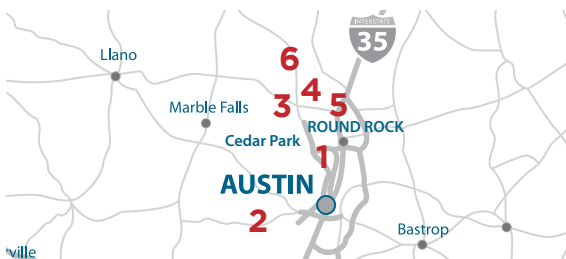 INTERSTATE
35
Llano
6
4
3
5
Marble Falls
ROUND ROCK
Cedar Park
1
AUSTIN
2
Bastrop
ville